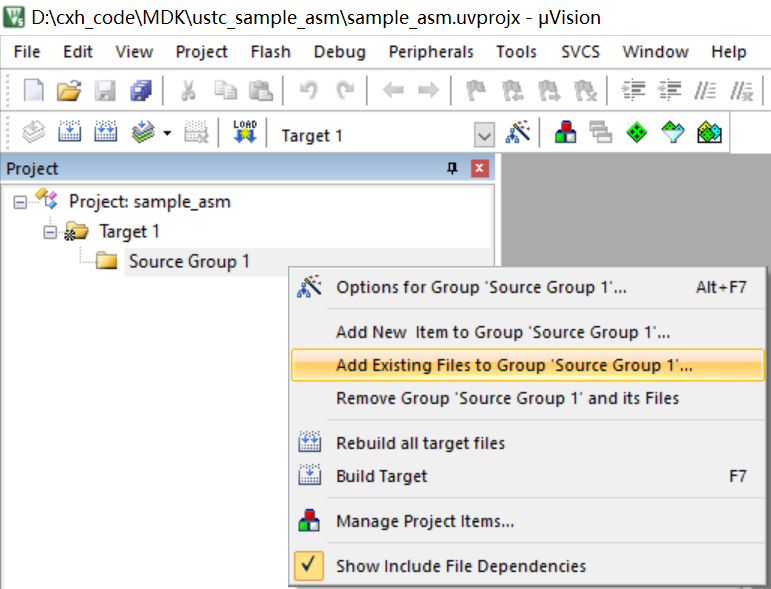 D:\cxh_code\MDK\ustc_sample_asm\sample_asm.uvprojx - µVision
File Edit View Project Flash Debug Peripherals Tools SVCS Window Help
LOAD
Target 1
Project
Project: sample_asm
Target 1
Source Group 1
Options for Group 'Source Group 1'... Alt+F7
Add New Item to Group 'Source Group 1'...
Add Existing Files to Group 'Source Group 1'...
Remove Group 'Source Group 1' and its Files
Rebuild all target files
Build Target F7
Manage Project Items...
Show Include File Dependencies